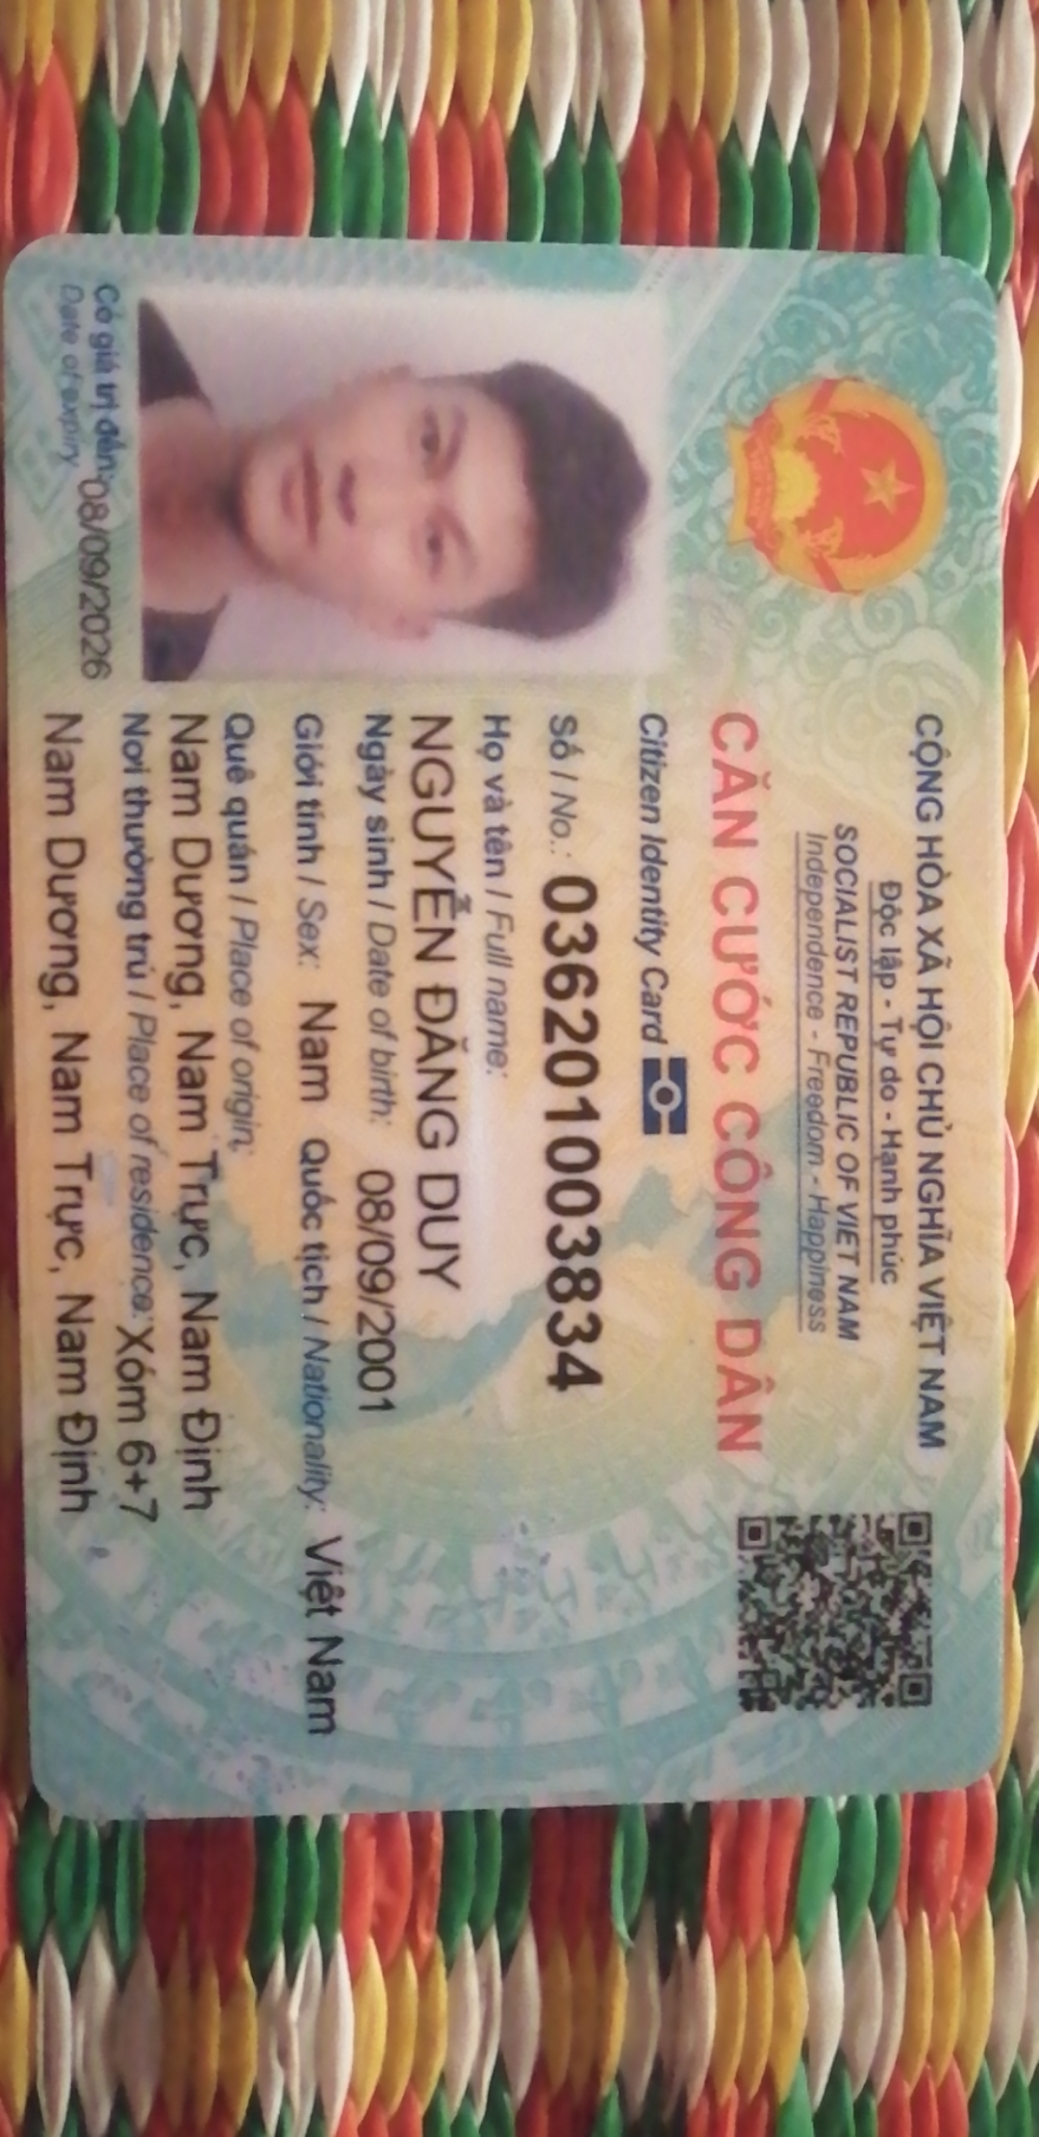 CỘNG HÒA XÃ HỘI CHỦ NGHĨA VIỆT NAM
Độc lập - Tự do - Hạnh phúc
SOCIALIST REPUBLIC OF VIET NAM
Independence - Freedom - Happiness
CĂN CƯỚC CÔNG DÂN
Citizen Identity Card
Số / No.: 036201003834
Họ và tên / Full name:
NGUYỄN ĐĂNG DUY
Ngày sinh / Date of birth: 08/09/2001
Giới tính / Sex: Nam Quốc tịch / Nationality: Việt Nam
Quê quán / Place of origin:
Nam Dương, Nam Trực, Nam Định
Nơi thường trú / Place of residence: Xóm 6+7
Nam Dương, Nam Trực, Nam Định
Có giá trị đến: 08/09/2026
Date of expiry